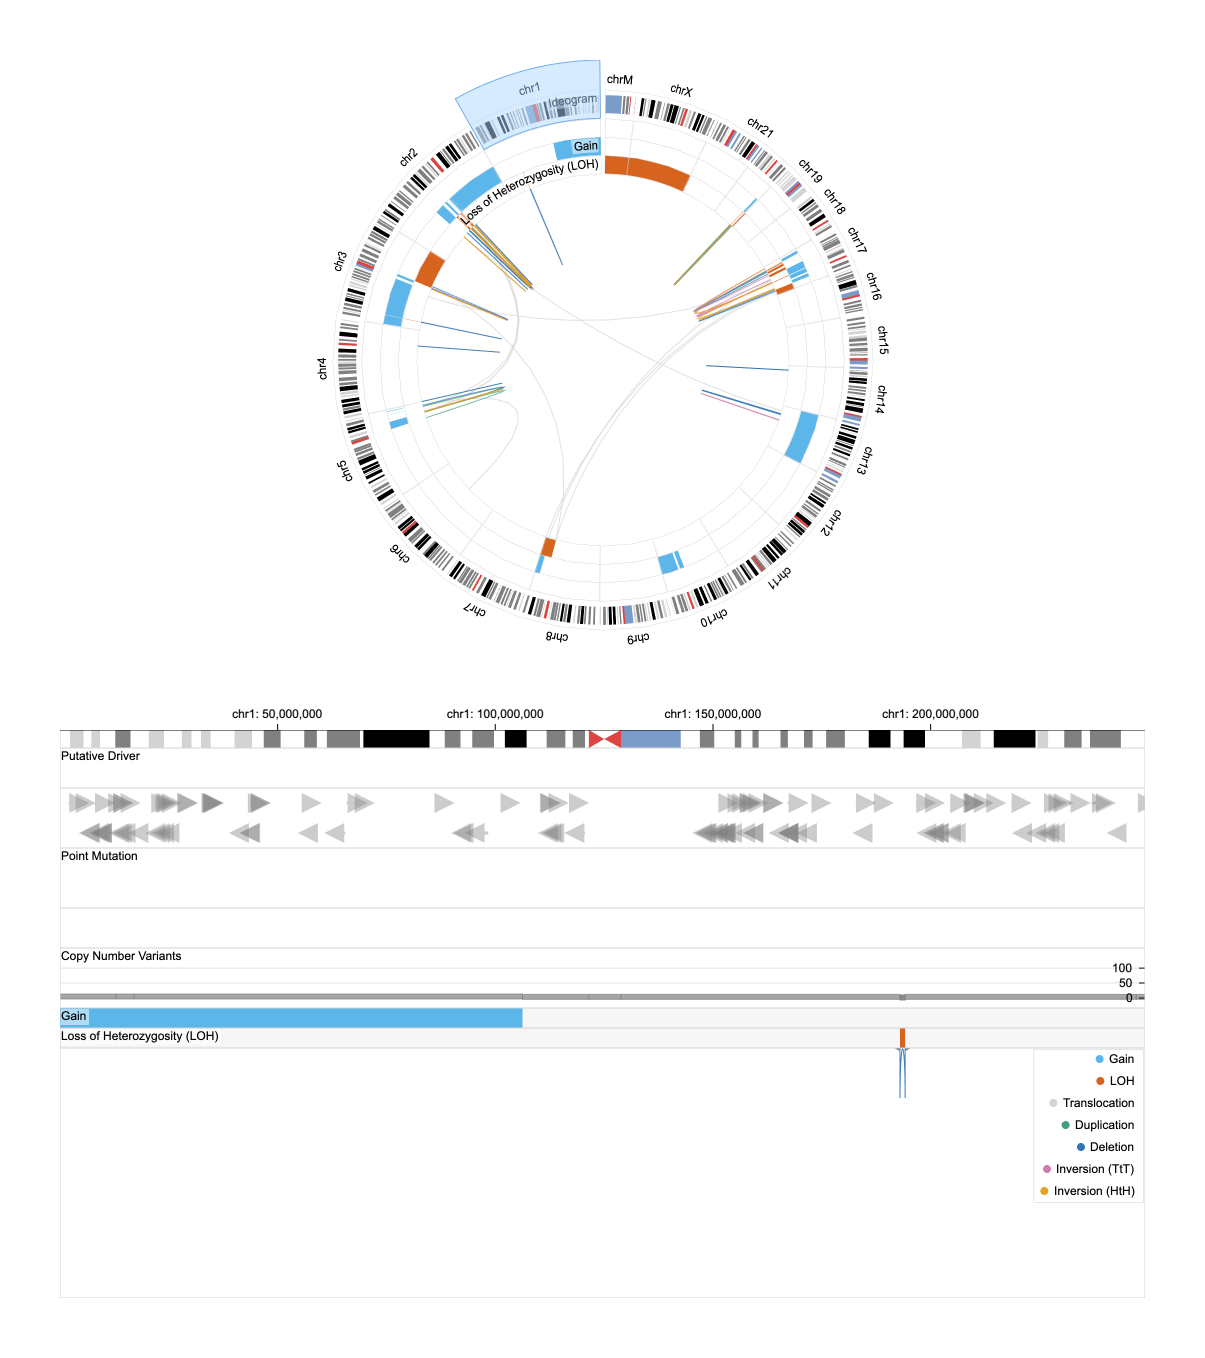 chr1
Ideogram
Gain
Loss of Heterozygosity (LOH)
chrM
chrX
chr21
chr19
chr18
chr17
chr16
chr15
chr14
chr13
chr12
chr11
chr10
chr9
chr8
chr7
chr6
chr5
chr4
chr3
chr2
chr1: 50,000,000 chr1: 100,000,000 chr1: 150,000,000 chr1: 200,000,000
Putative Driver
Point Mutation
Copy Number Variants
100
50
0
Gain
Loss of Heterozygosity (LOH)
Gain
LOH
Translocation
Duplication
Deletion
Inversion (TtT)
Inversion (HtH)